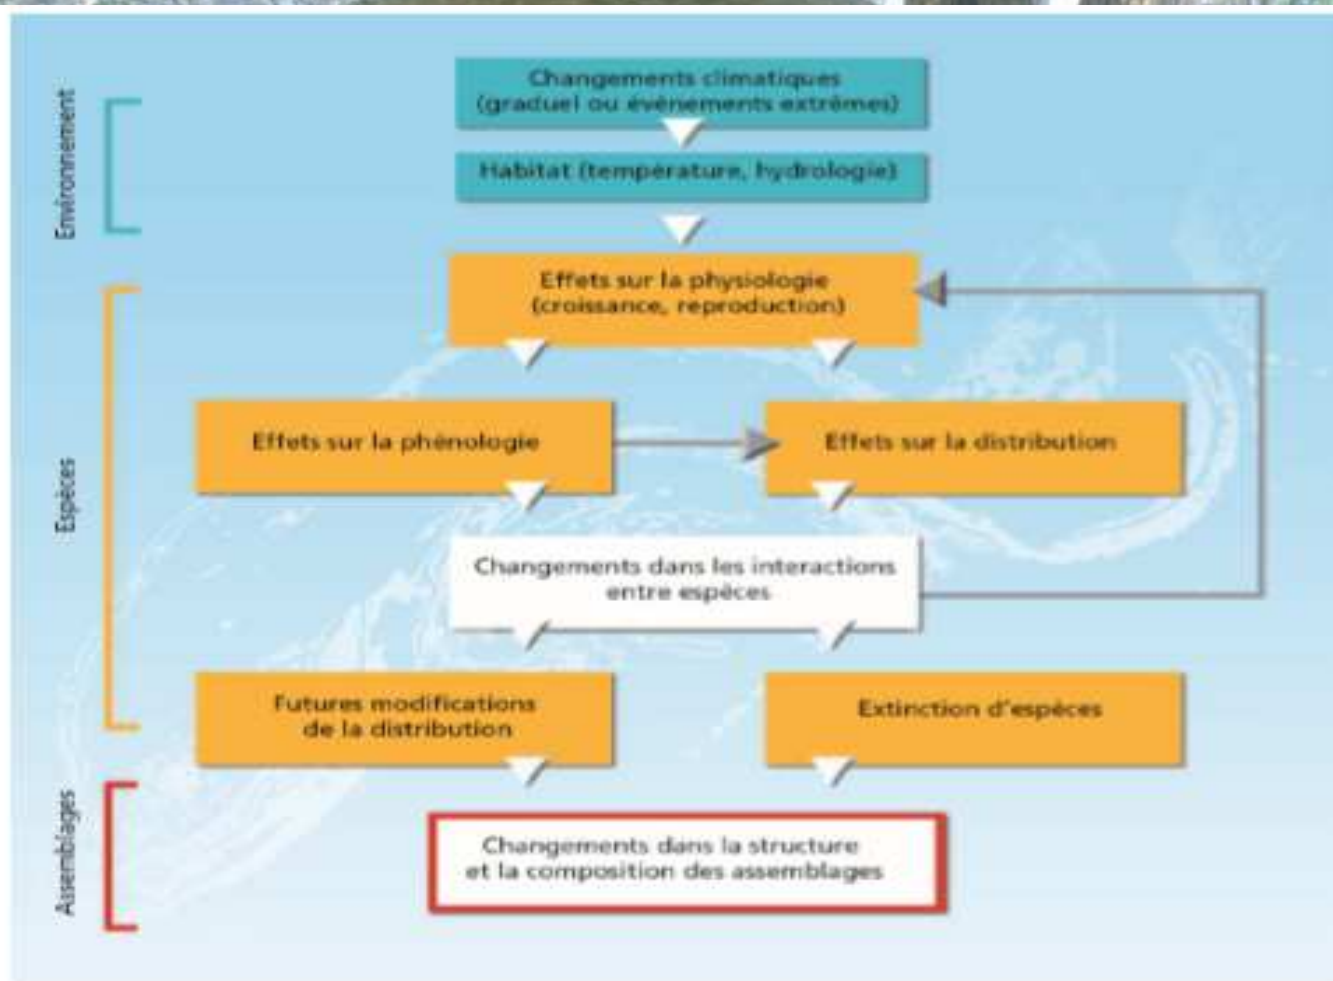 Environnement
Changements climatiques
(graduel ou événements extrêmes)
Habitat (température, hydrologie)
Espèces
Effets sur la physiologie
(croissance, reproduction)
Effets sur la phénologie
Effets sur la distribution
Changements dans les interactions
entre espèces
Futures modifications
de la distribution
Extinction d'espèces
Assemblages
Changements dans la structure
et la composition des assemblages